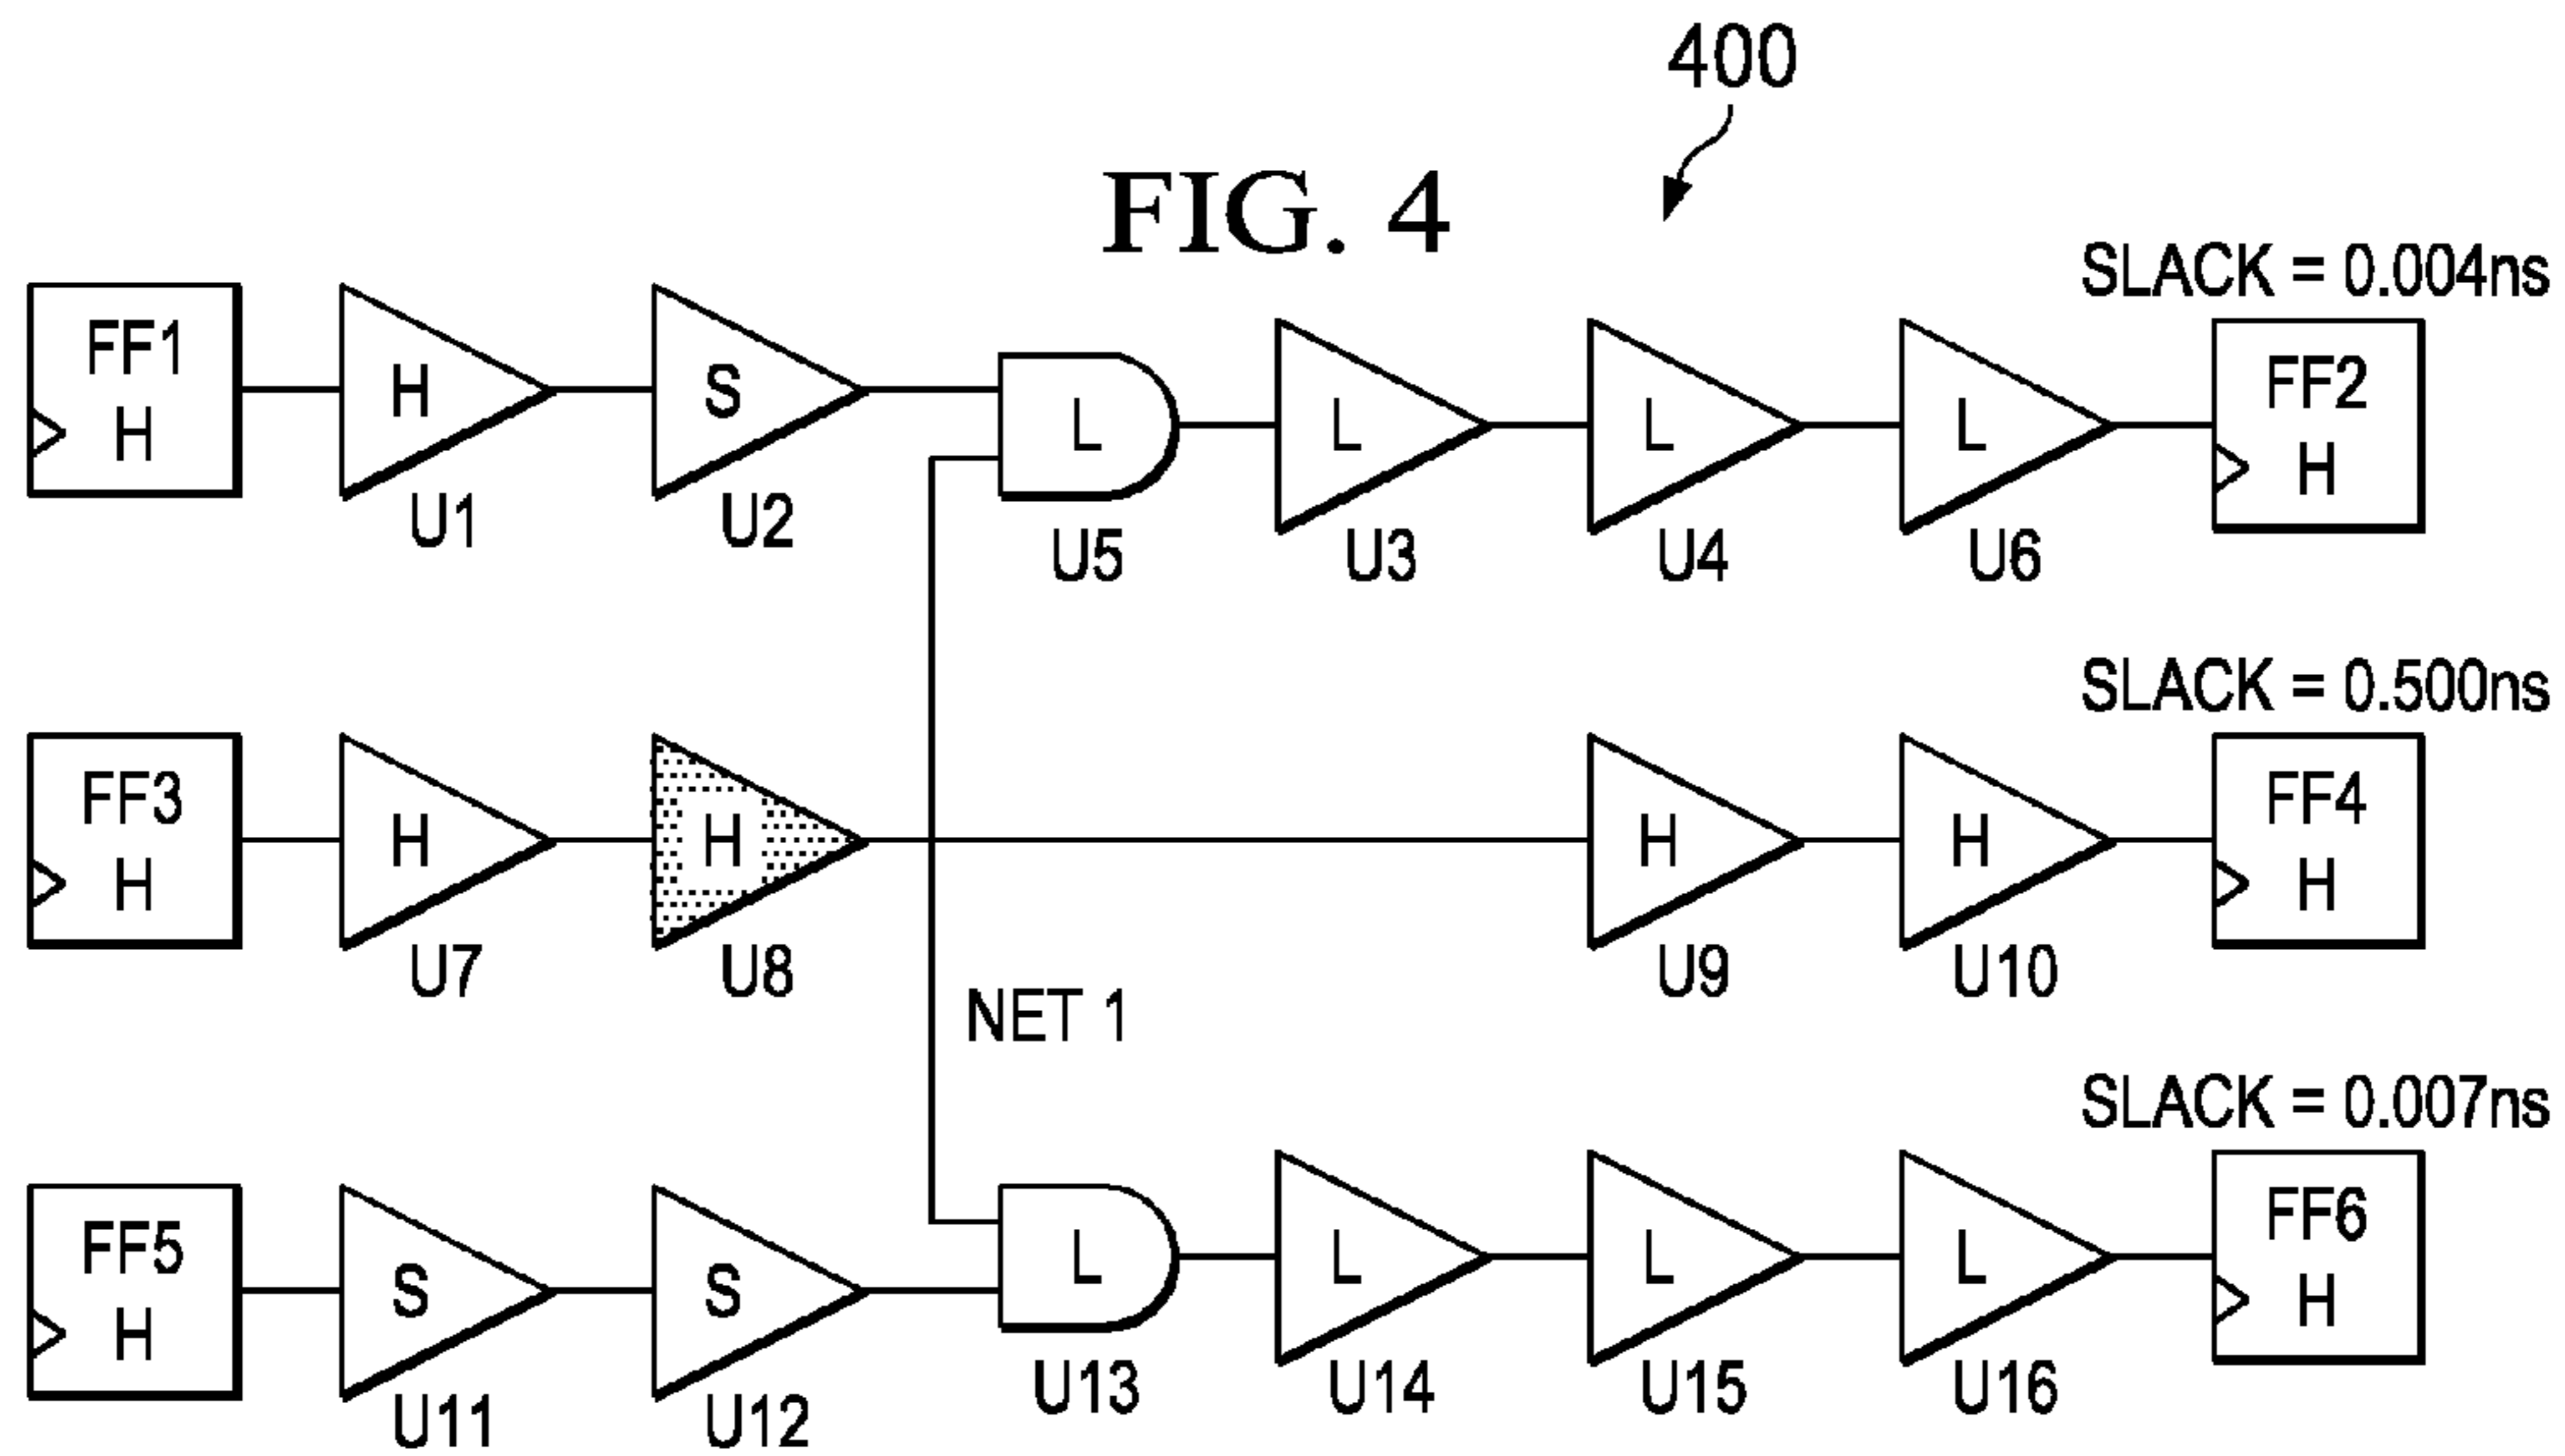 400
FIG. 4
SLACK = 0.004ns
FF1 H
H
S
L
L
L
L
FF2 H
U1
U2
U5
U3
U4
U6
SLACK = 0.500ns
FF3 H
H
H
H
H
FF4 H
U7
U8
U9
U10
NET 1
SLACK = 0.007ns
FF5 H
S
S
L
L
L
L
FF6 H
U11
U12
U13
U14
U15
U16